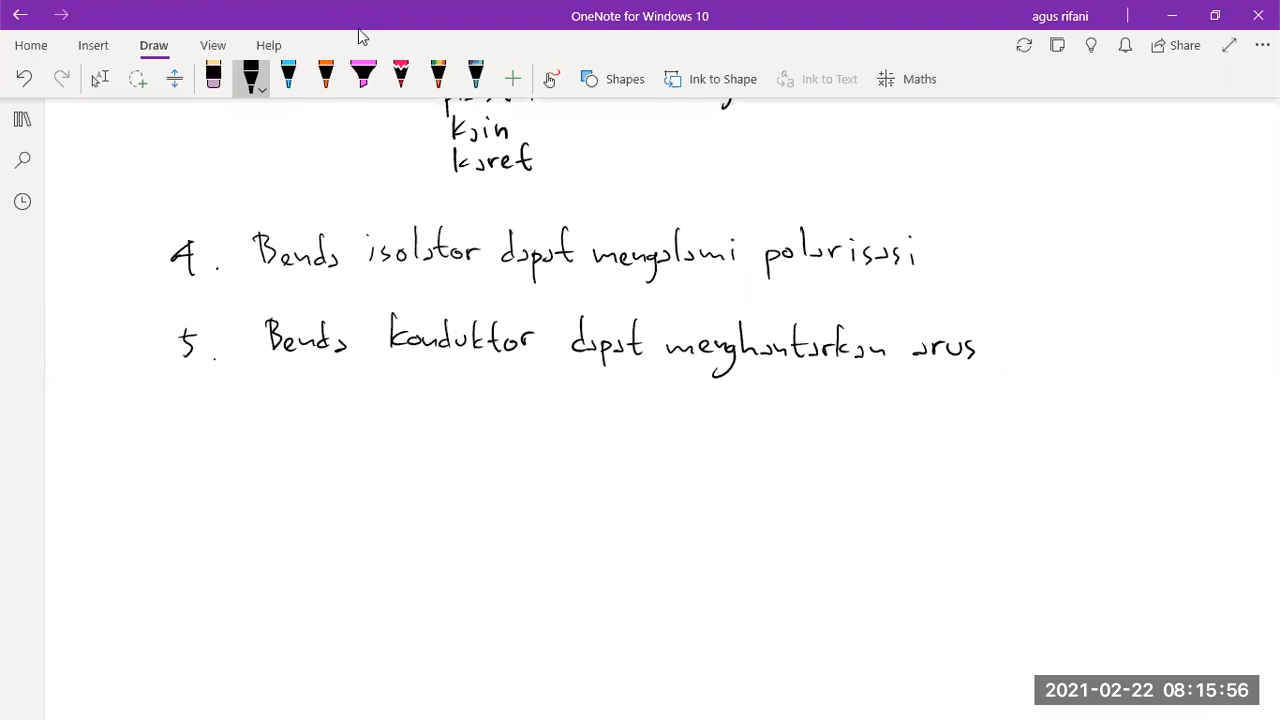 OneNote for Windows 10
agus rifani
Home Insert Draw View Help
Share
Shapes Ink to Shape Ink to Text Maths
kain
karet
4. Benda isolator dapat mengalami polarisasi
5. Benda konduktor dapat menghantarkan arus
2021-02-22 08:15:56